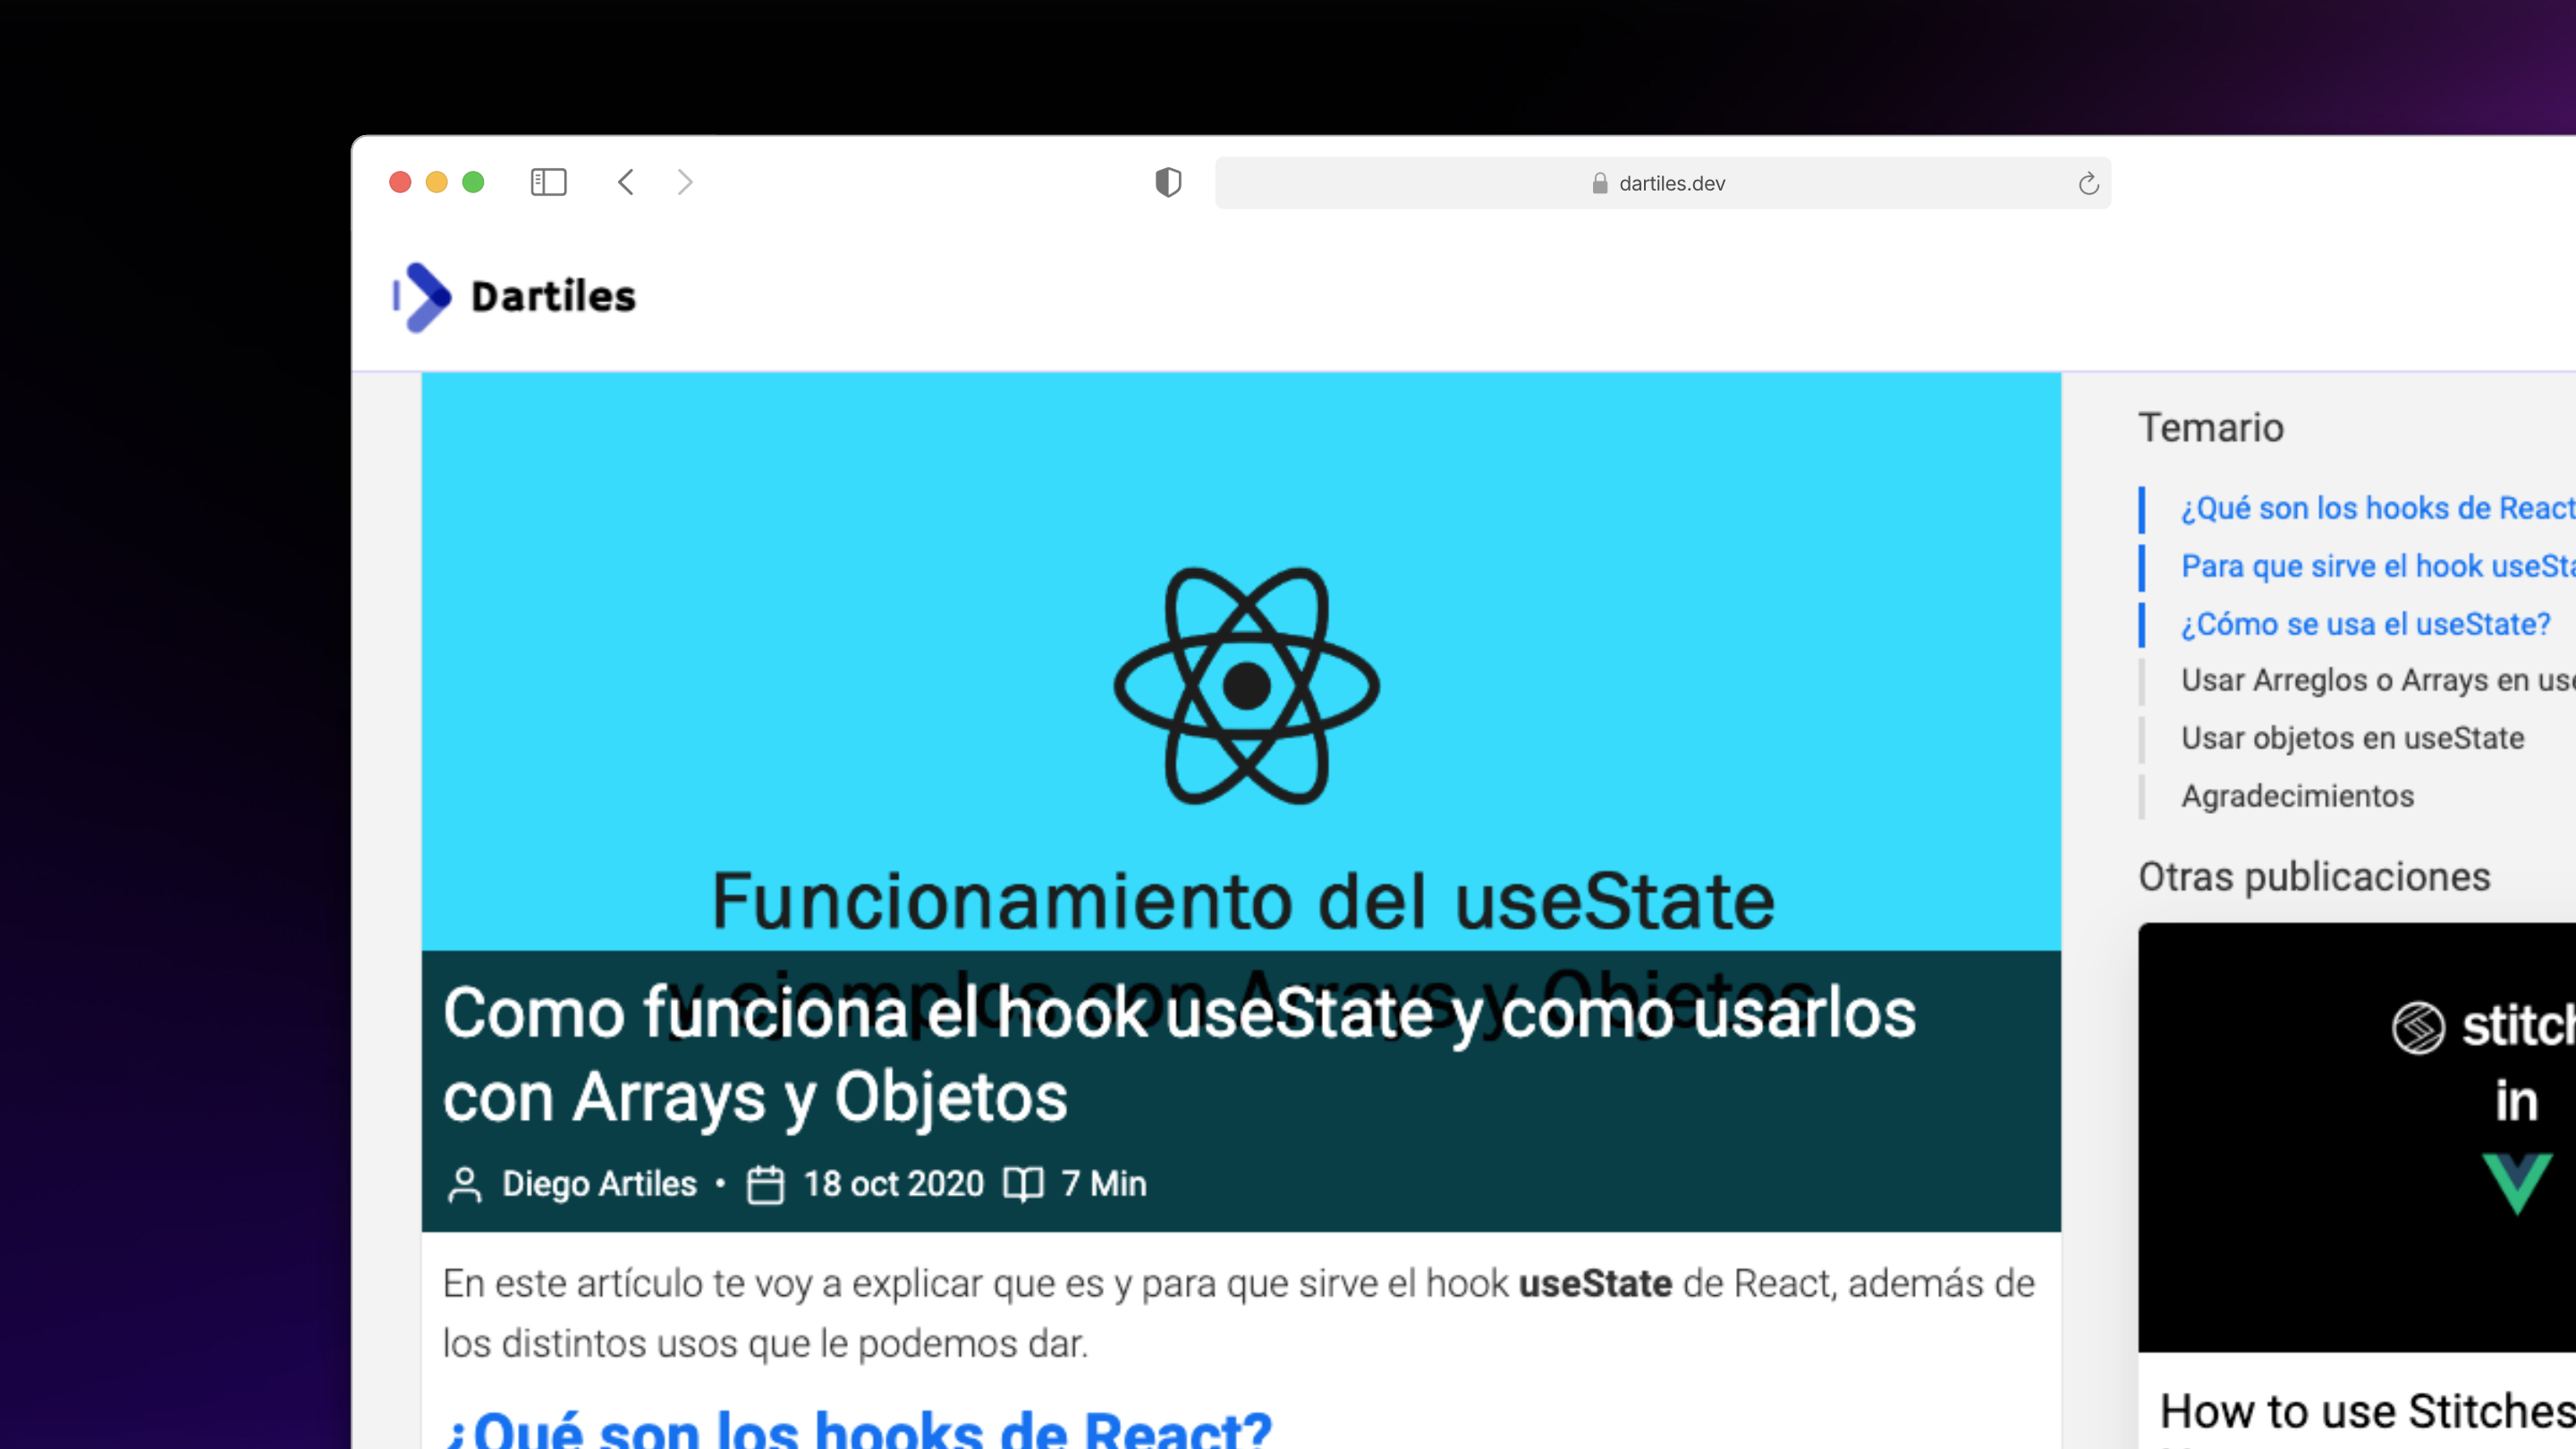 dartiles.dev
Dartiles
Funcionamiento del useState
y ejemplos con Arrays y Objetos
Como funciona el hook useState y como usarlos
con Arrays y Objetos
Diego Artiles • 18 oct 2020 7 Min
En este artículo te voy a explicar que es y para que sirve el hook useState de React, además de
los distintos usos que le podemos dar.
¿Qué son los hooks de React?
Temario
¿Qué son los hooks de React
Para que sirve el hook
¿Cómo se usa el useState?
Usar Arreglos o Arrays en
Usar objetos en useState
Agradecimientos
Otras publicaciones
in
How to use Stitches